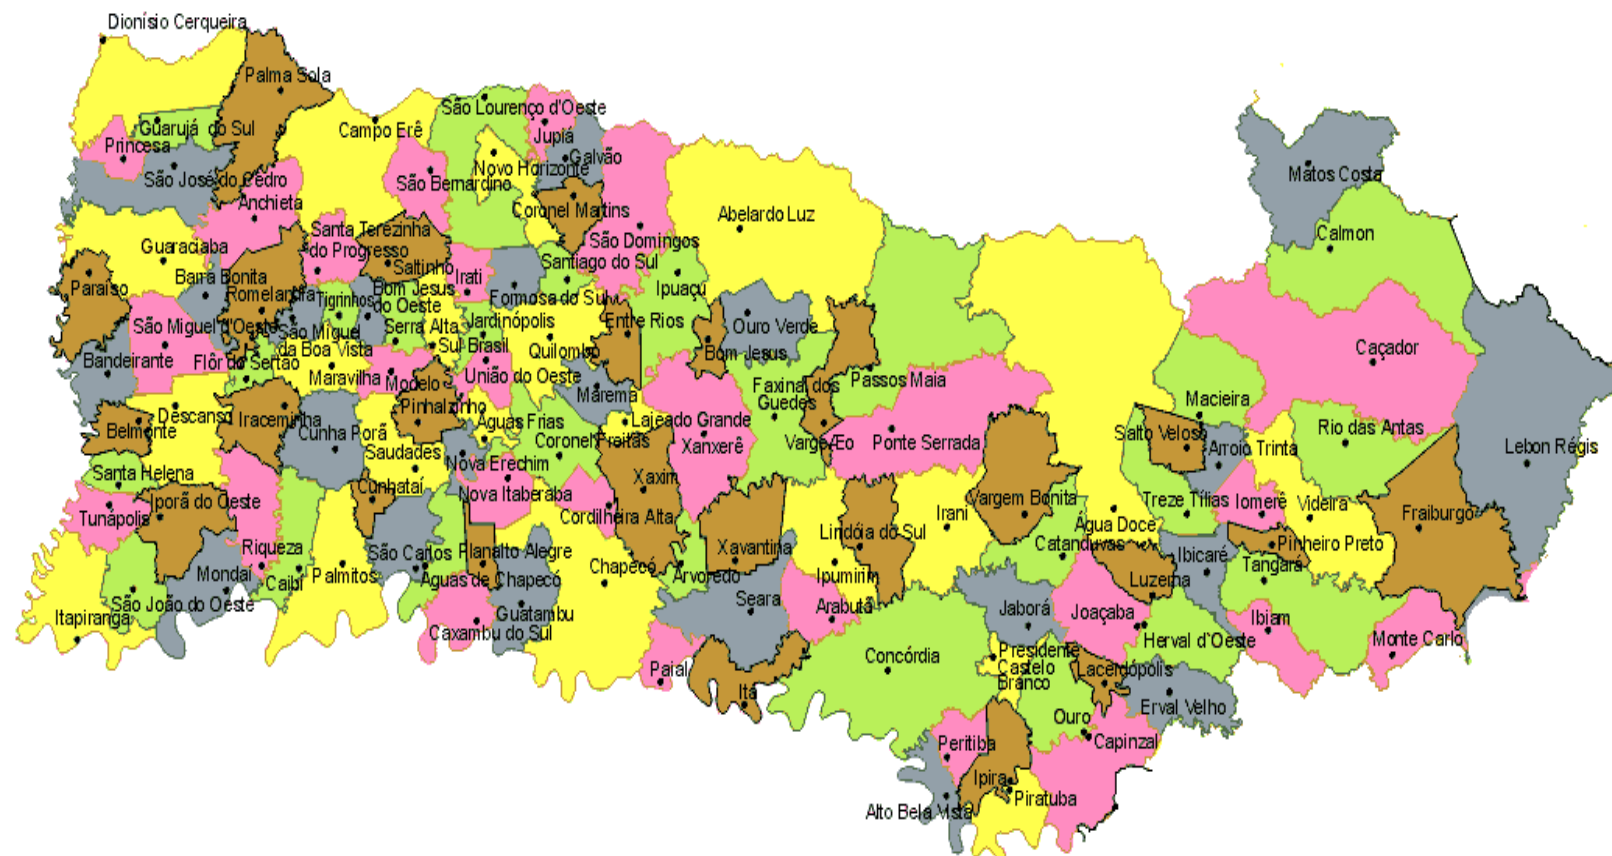 Dionísio Cerqueira
Palma Sola
São Lourenço d'Oeste
Guarujá do Sul
Campo Erê
Jupiá
Princesa
Galvão
Novo Horizonte
São José do Cedro
São Bernardino
Matos Costa
Anchieta
Coronel Martins
Abelardo Luz
Santa Terezinha
do Progresso
São Domingos
Calmon
Guaraciaba
Saltinho
Santiago do Sul
Barra Bonita
Irati
Paraíso
Romelandia
Tigrinhos
Bom Jesus
do Oeste
Formosa do Sul
Ipuaçu
São Miguel d'Oeste
São Miguel
da Boa Vista
Serra Alta
Jardinópolis
Entre Rios
Ouro Verde
Sul Brasil
Quilombo
Bom Jesus
Caçador
Bandeirante
Flôr do Sertão
Maravilha
Modelo
União do Oeste
Passos Maia
Marema
Faxinal dos
Guedes
Macieira
Descanso
Iraceminha
Pinhalzinho
Lajeado Grande
Belmonte
Cunha Porã
Aguas Frias
Coronel Freitas
Xanxerê
VargeÆo
Ponte Serrada
Salto Veloso
Arroio
Trinta
Rio das Antas
Lebon Régis
Saudades
Nova Erechim
Santa Helena
Cunhataí
Nova Itaberaba
Xaxim
Iporã do Oeste
Vargem Bonita
Treze Tílias
Iomerê
Videira
Tunápolis
Cordilheira Alta
Lindóia do Sul
Irani
Água Doce
Fraiburgo
Riqueza
São Carlos
Planalto Alegre
Xavantina
Catanduvas
Ibicaré
Pinheiro Preto
Mondaí
Caibi
Palmitos
Águas de Chapecó
Chapecó
Arvoredo
Ipumirim
Luzerna
Tangará
São João do Oeste
Seara
Arabutã
Jaborá
Joaçaba
Itapiranga
Guatambu
Caxambu do Sul
Herval d'Oeste
Ibiam
Monte Carlo
Paial
Concórdia
Presidente
Castelo
Branco
Lacerdópolis
Itá
Erval Velho
Ouro
Capinzal
Peritiba
Ipira
Piratuba
Alto Bela Vista